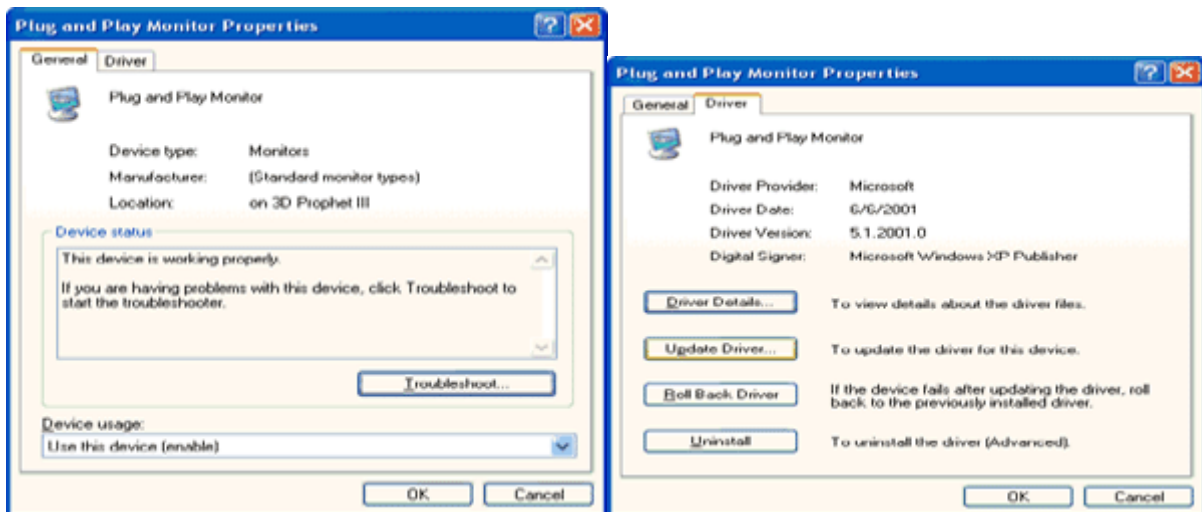 Plug and Play Monitor Properties
General Driver
Plug and Play Monitor
Device type: Monitors
Manufacturer: (Standard monitor types)
Location: on 3D Prophet III
Device status
This device is working properly.
If you are having problems with this device, click Troubleshoot to
start the troubleshooter.
Troubleshoot...
Device usage:
Use this device (enable)
OK Cancel
Plug and Play Monitor Properties
General Driver
Plug and Play Monitor
Driver Provider: Microsoft
Driver Date: 6/6/2001
Driver Version: 5.1.2001.0
Digital Signer: Microsoft Windows XP Publisher
Driver Details... To view details about the driver files.
Update Driver... To update the driver for this device.
Roll Back Driver If the device fails after updating the driver, roll
back to the previously installed driver.
Uninstall To uninstall the driver (Advanced).
OK Cancel